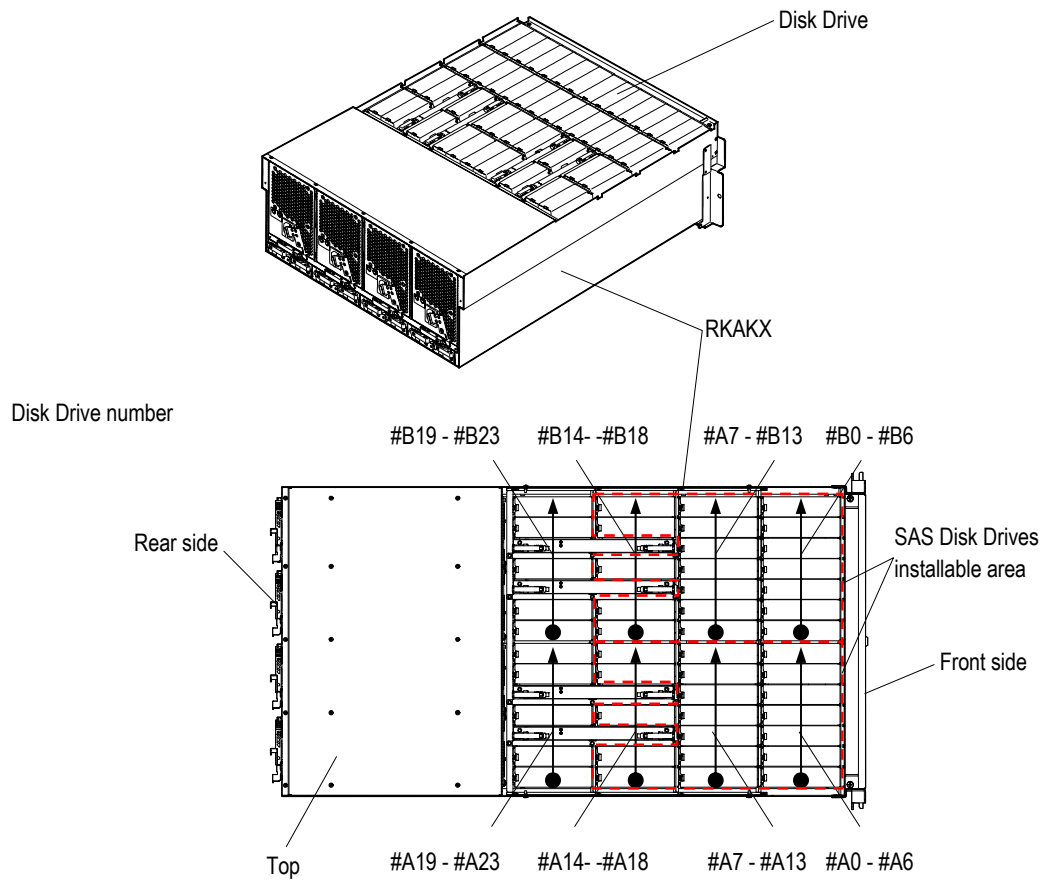 Disk Drive
RKAKX
Disk Drive number
#B19 - #B23 #B14- -#B18 #A7 - #B13 #B0 - #B6
Rear side
SAS Disk Drives
installable area
Front side
Top
#A19 - #A23 #A14- -#A18 #A7 - #A13 #A0 - #A6